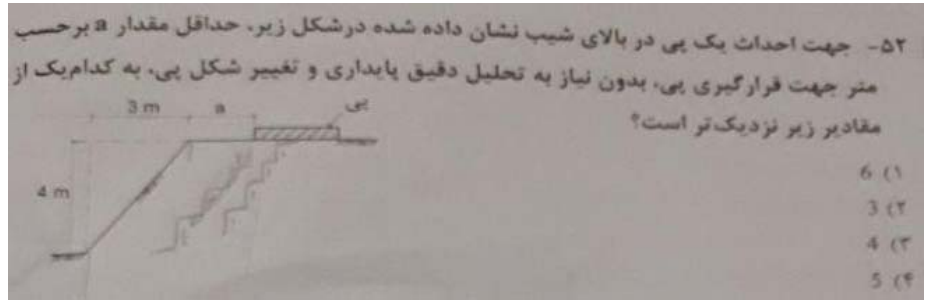 ۵۲- جهت احداث یک پی در بالای شیب نشان داده شده درشکل زیر، حداقل مقدار a برحسب
متر جهت قرارگیری پی، بدون نیاز به تحلیل دقیق پایداری و تغییر شکل پی، به کدام‌یک از
مقادیر زیر نزدیک‌تر است؟
3 m a پی
4 m
۱) 6
۲) 3
۳) 4
۴) 5